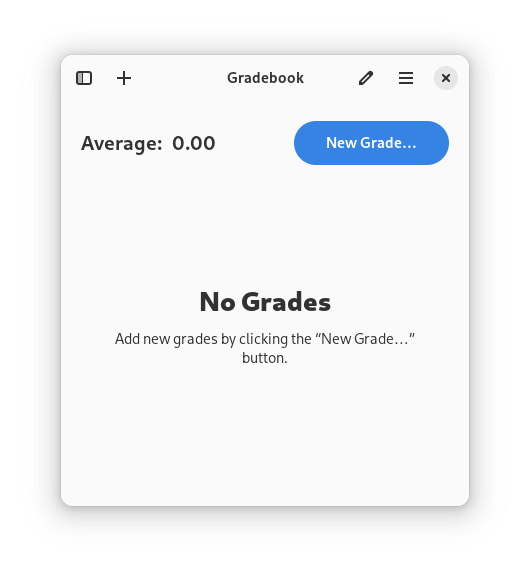 Gradebook
Average: 0.00
New Grade…
No Grades
Add new grades by clicking the “New Grade…”
button.